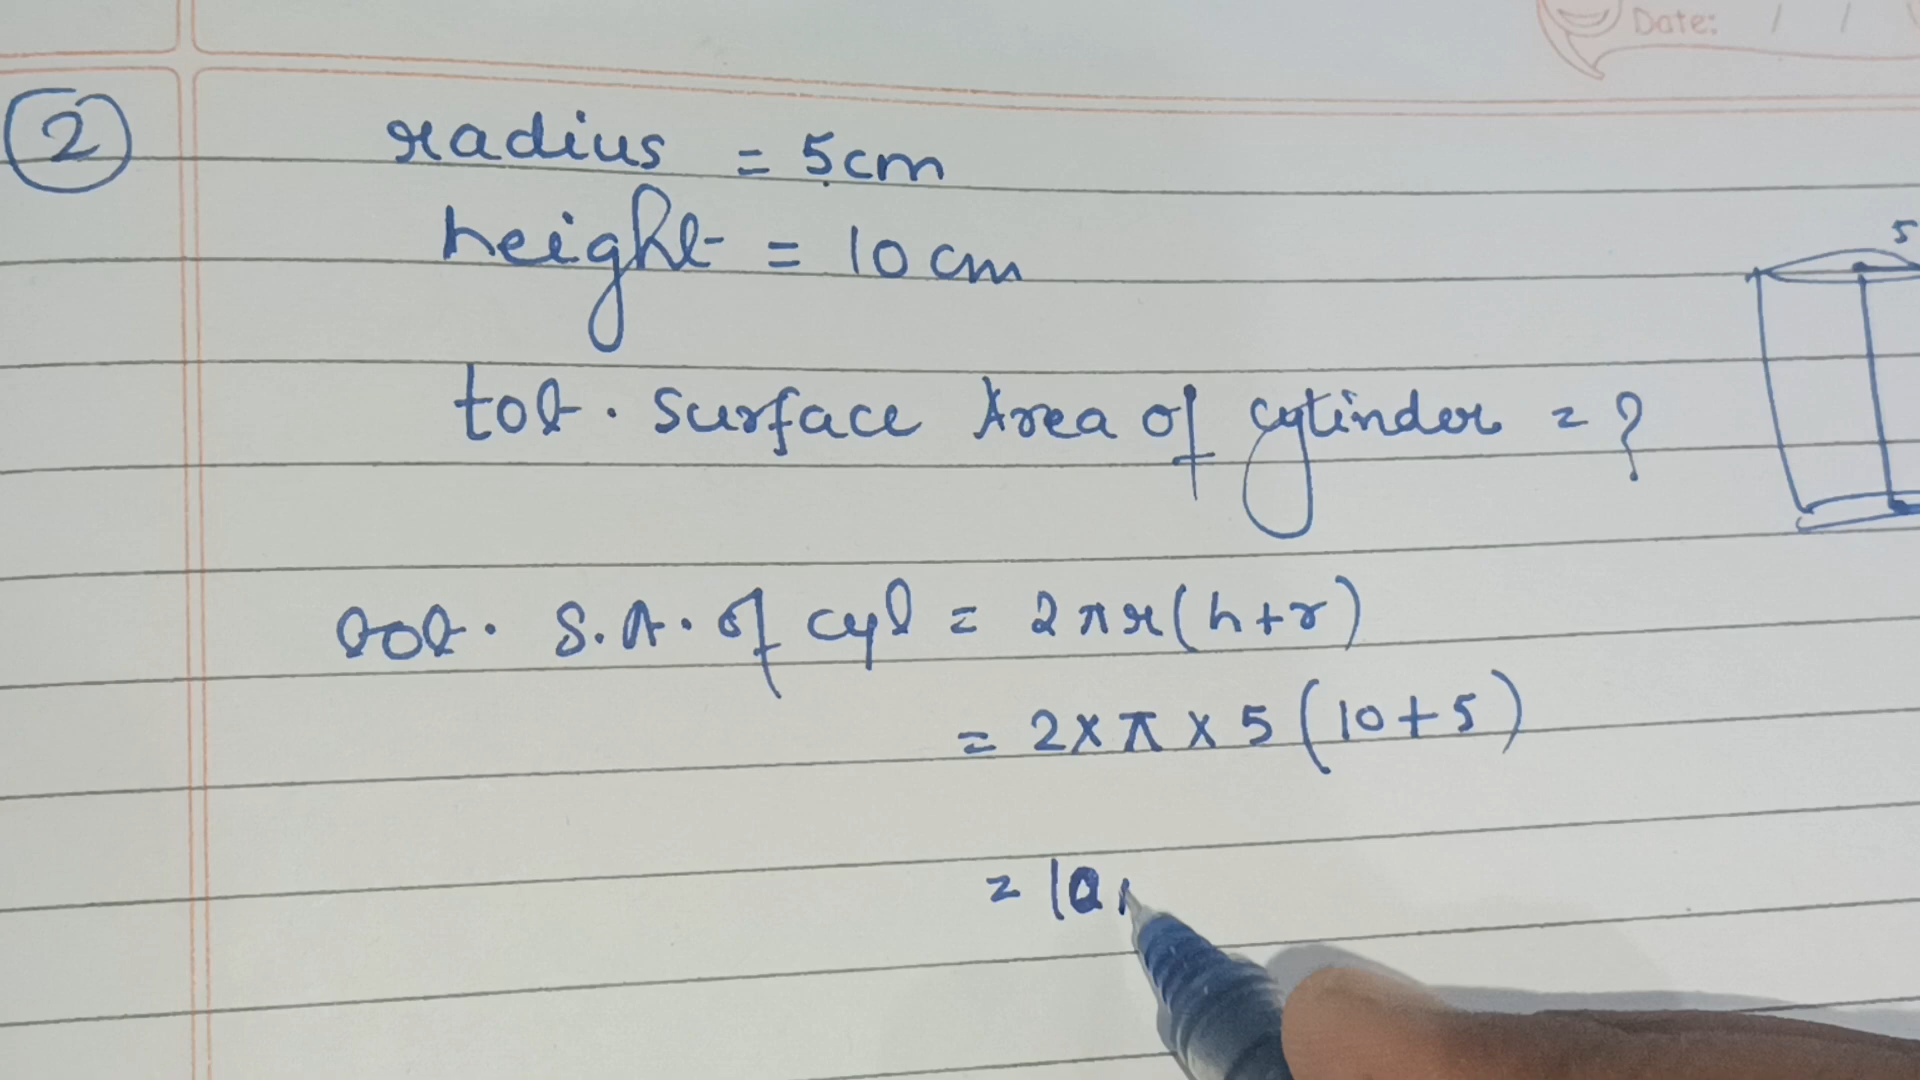 Date: / /
2
radius = 5cm
height = 10 cm
5
tot. surface Area of cylinder = ?
tot. S.A. of cyl = 2πr(h+r)
= 2×π×5(10+5)
= 10